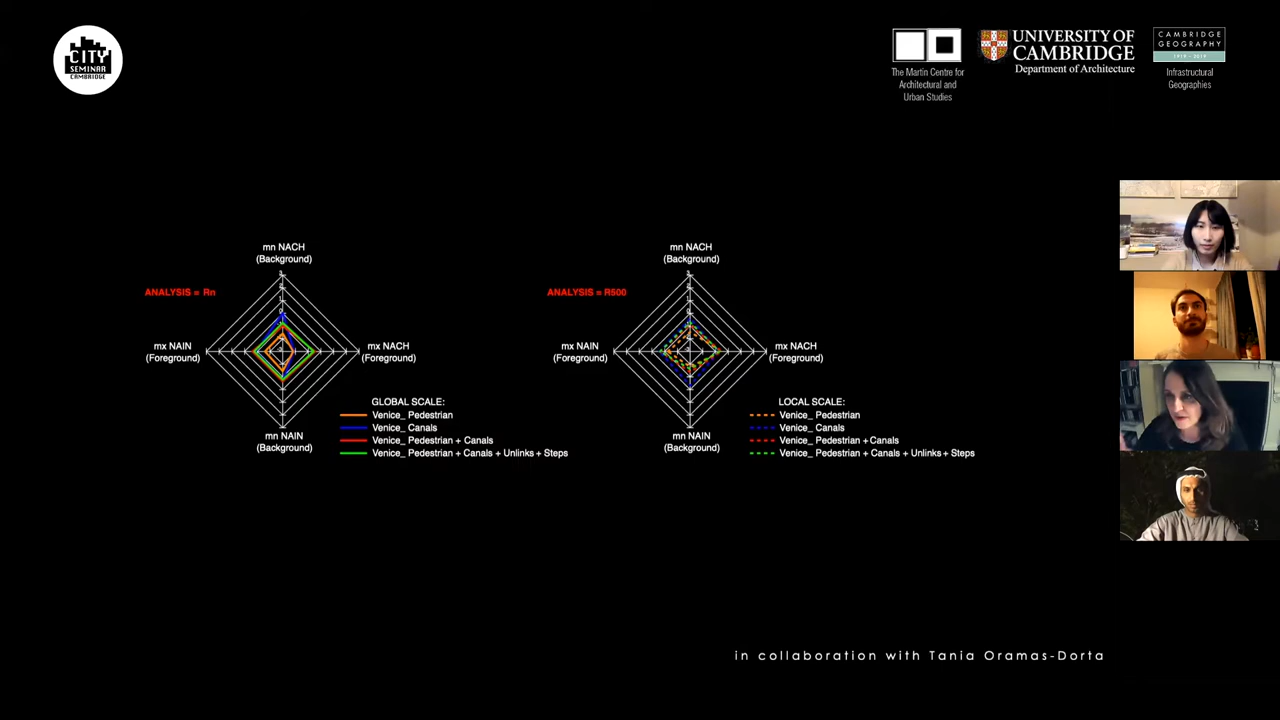 CITY
SEMINAR
CAMBRIDGE
The Martin Centre for
Architectural and
Urban Studies
UNIVERSITY OF
CAMBRIDGE
Department of Architecture
CAMBRIDGE
GEOGRAPHY
1919 - 2019
Infrastructural
Geographies
mn NACH
(Background)
ANALYSIS = Rn
mx NAIN
(Foreground)
mx NACH
(Foreground)
mn NAIN
(Background)
GLOBAL SCALE:
Venice_ Pedestrian
Venice_ Canals
Venice_ Pedestrian + Canals
Venice_ Pedestrian + Canals + Unlinks + Steps
mn NACH
(Background)
ANALYSIS = R500
mx NAIN
(Foreground)
mx NACH
(Foreground)
mn NAIN
(Background)
LOCAL SCALE:
Venice_ Pedestrian
Venice_ Canals
Venice_ Pedestrian + Canals
Venice_ Pedestrian + Canals + Unlinks + Steps
in collaboration with Tania Oramas-Dorta